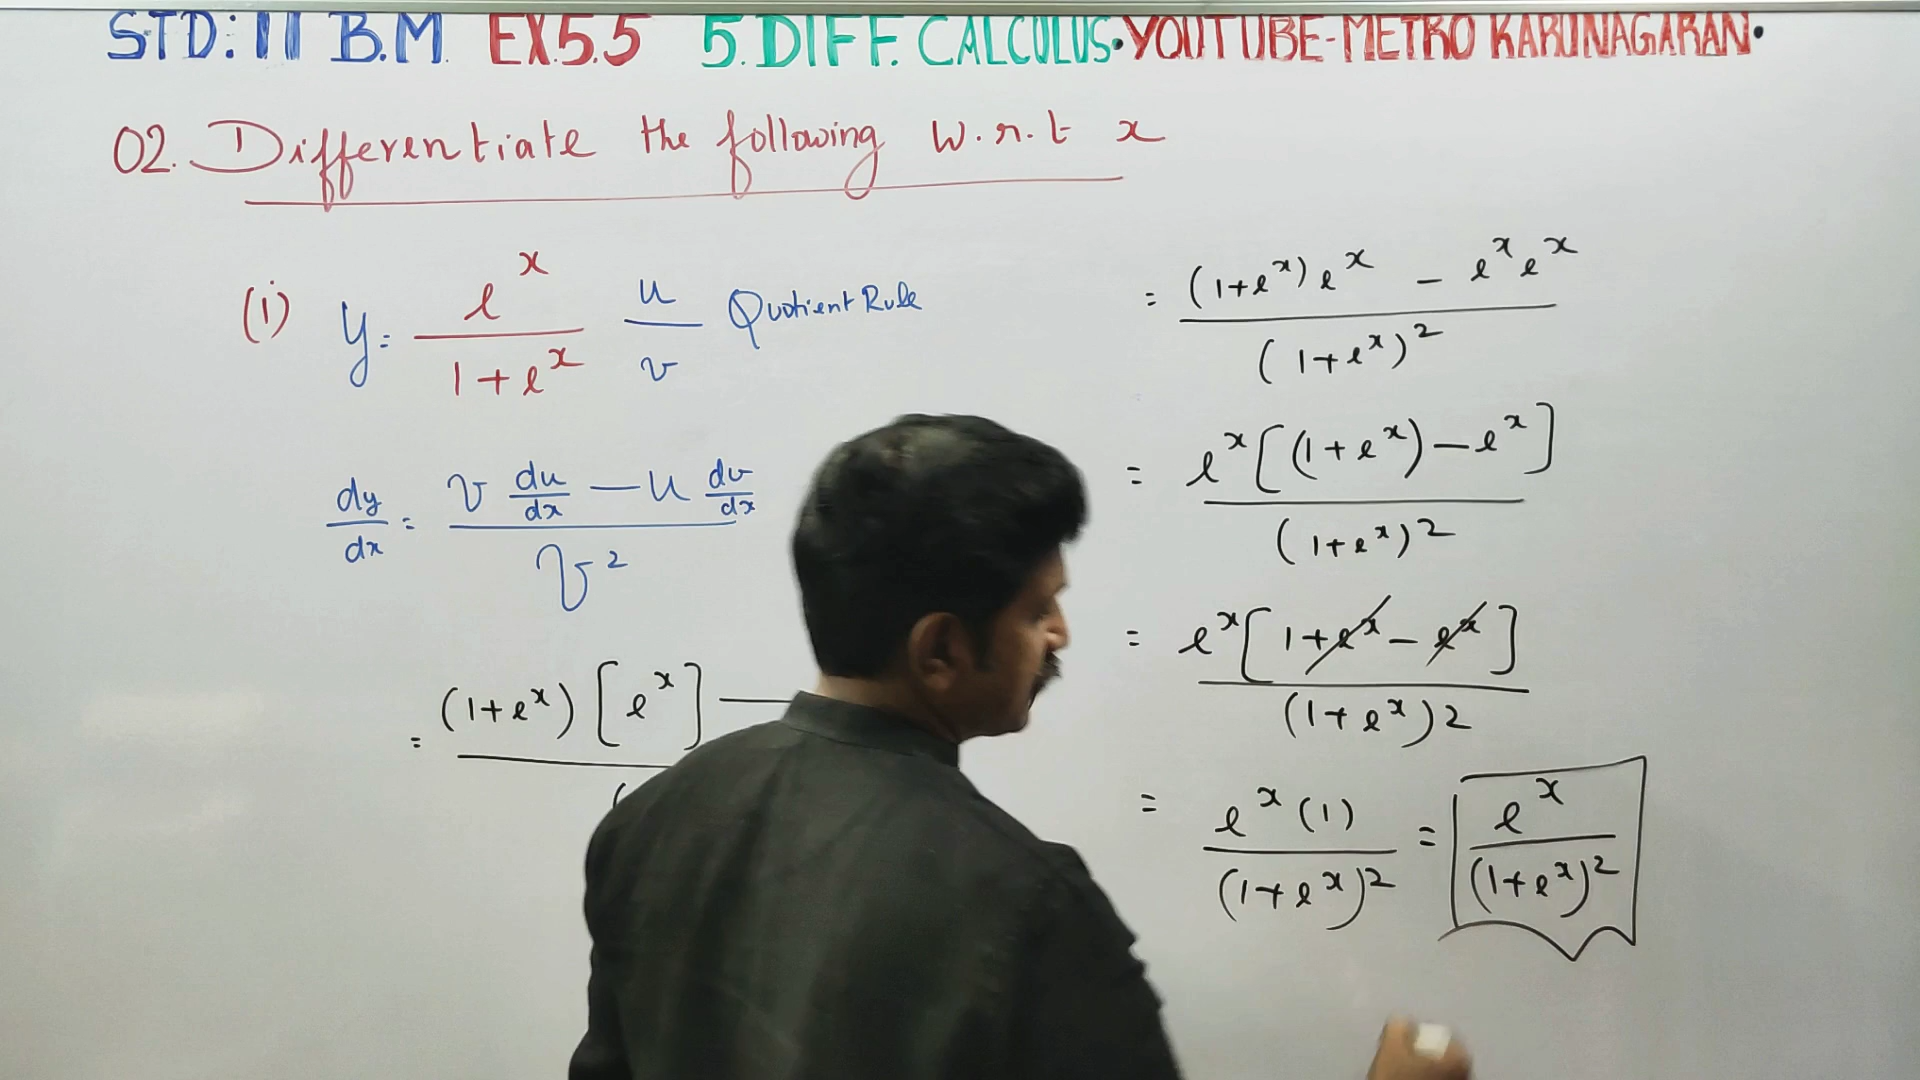 STD: 11 B.M. EX.5.5 5. DIFF. CALCULUS. YOUTUBE-METRO KARUNAGARAN.
02. Differentiate the following w.r.t x
(i) y = e^x / (1+e^x) u/v Quotient Rule
dy/dx = (v du/dx - u dv/dx) / v^2
= (1+e^x) [e^x] -
= ((1+e^x) e^x - e^x e^x) / (1+e^x)^2
= e^x [(1+e^x) - e^x] / (1+e^x)^2
= e^x [1+e^x - e^x] / (1+e^x)2
= e^x (1) / (1+e^x)^2 = e^x / (1+e^x)^2